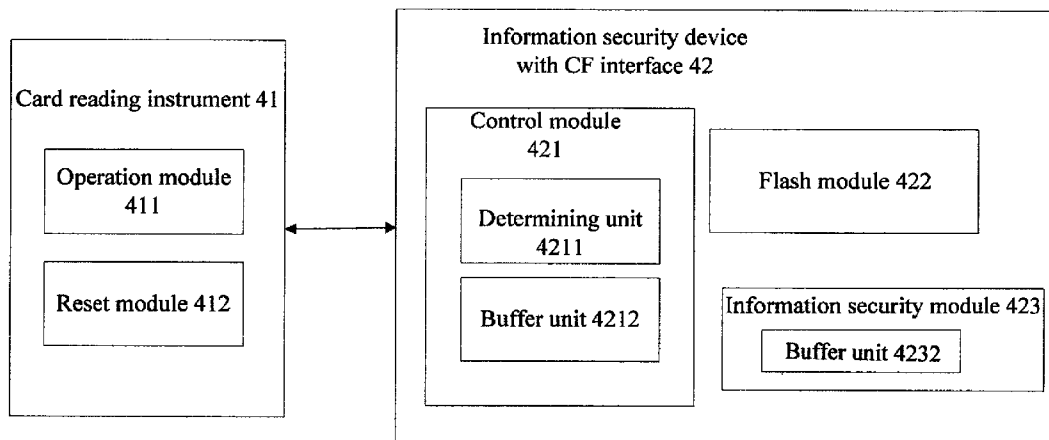 Card reading instrument 41
Operation module
411
Reset module 412
Information security device
with CF interface 42
Control module
421
Determining unit
4211
Buffer unit 4212
Flash module 422
Information security module 423
Buffer unit 4232